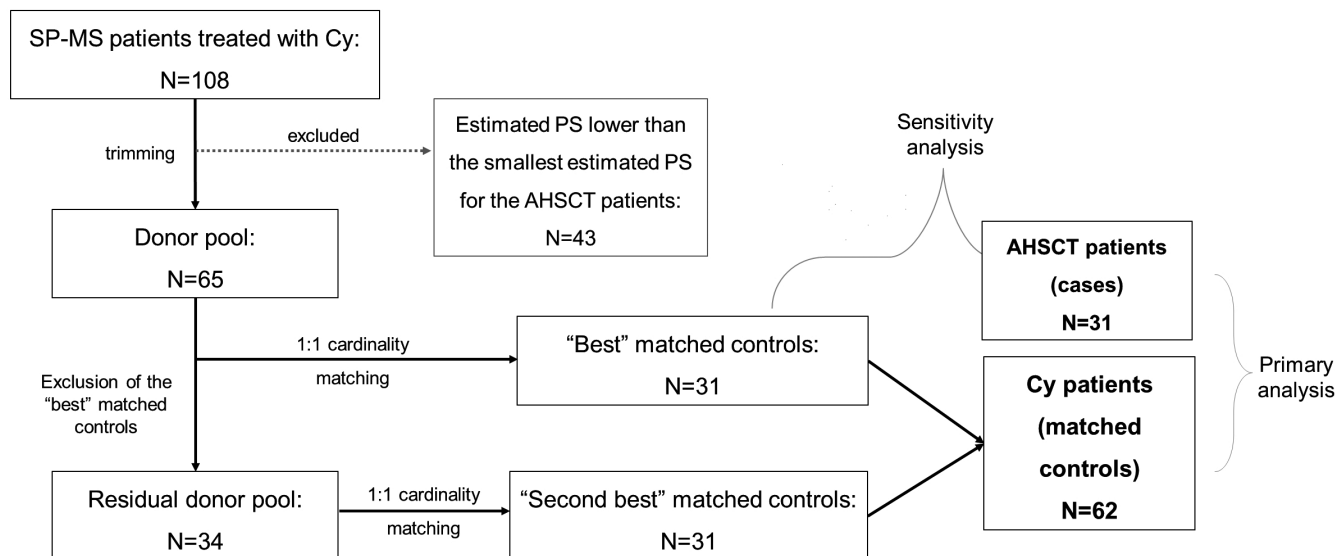 SP-MS patients treated with Cy:
N=108
trimming
excluded
Estimated PS lower than
the smallest estimated PS
for the AHSCT patients:
N=43
Donor pool:
N=65
Sensitivity
analysis
AHSCT patients
(cases)
N=31
1:1 cardinality
matching
“Best” matched controls:
N=31
Exclusion of the
“best” matched
controls
Cy patients
(matched
controls)
N=62
Primary
analysis
Residual donor pool:
N=34
1:1 cardinality
matching
“Second best” matched controls:
N=31